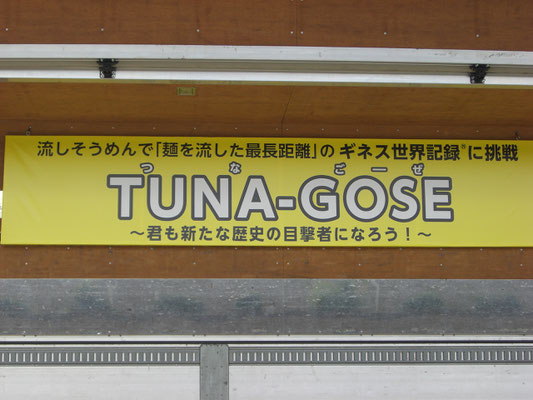 流しそうめんで「麺を流した最長距離」の ギネス世界記録®に挑戦
つなごーぜ
TUNA-GOSE
～君も新たな歴史の目撃者になろう！～